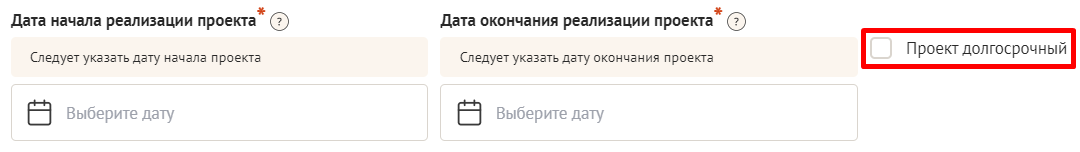 Дата начала реализации проекта* ?
Дата окончания реализации проекта* ?
Следует указать дату начала проекта
Следует указать дату окончания проекта
Проект долгосрочный
Выберите дату
Выберите дату